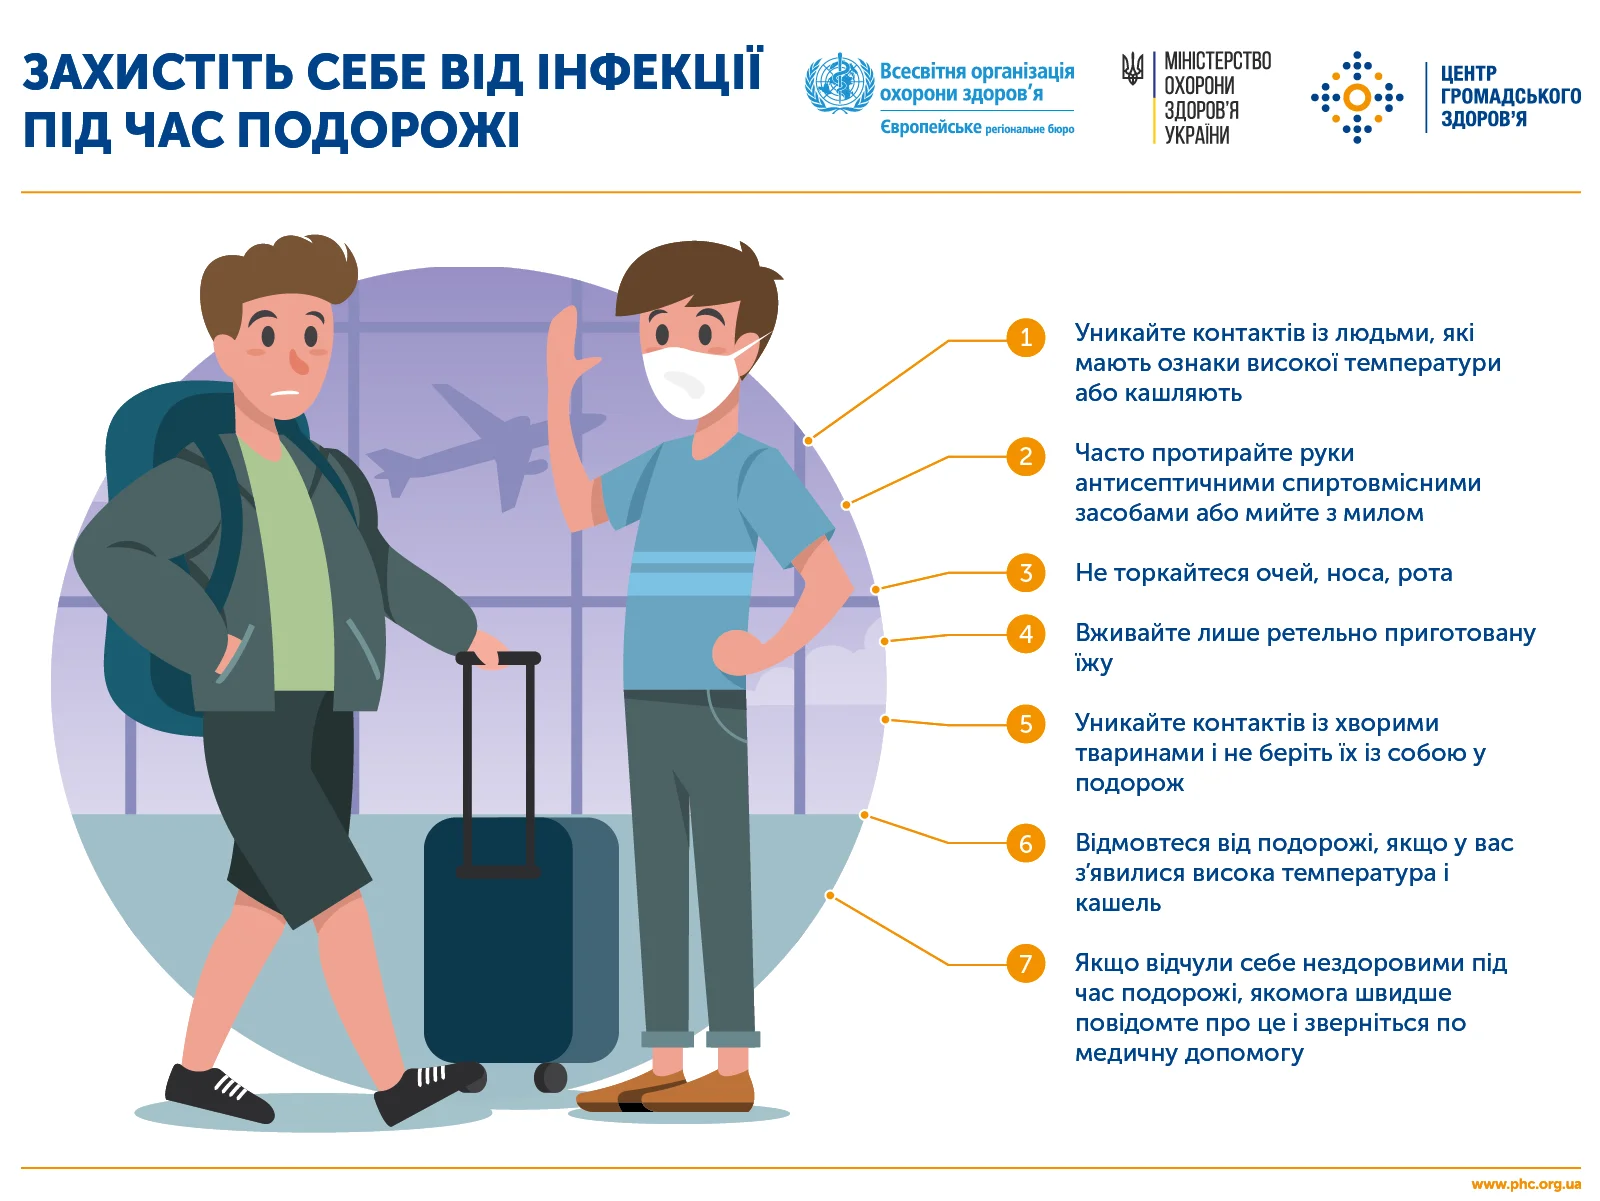 ЗАХИСТІТЬ СЕБЕ ВІД ІНФЕКЦІЇ
ПІД ЧАС ПОДОРОЖІ
Всесвітня організація
охорони здоров’я
Європейське регіональне бюро
МІНІСТЕРСТВО
ОХОРОНИ
ЗДОРОВ’Я
УКРАЇНИ
ЦЕНТР
ГРОМАДСЬКОГО
ЗДОРОВ’Я
1 Уникайте контактів із людьми, які
мають ознаки високої температури
або кашляють
2 Часто протирайте руки
антисептичними спиртовмісними
засобами або мийте з милом
3 Не торкайтеся очей, носа, рота
4 Вживайте лише ретельно приготовану
їжу
5 Уникайте контактів із хворими
тваринами і не беріть їх із собою у
подорож
6 Відмовтеся від подорожі, якщо у вас
з’явилися висока температура і
кашель
7 Якщо відчули себе нездоровими під
час подорожі, якомога швидше
повідомте про це і зверніться по
медичну допомогу
www.phc.org.ua